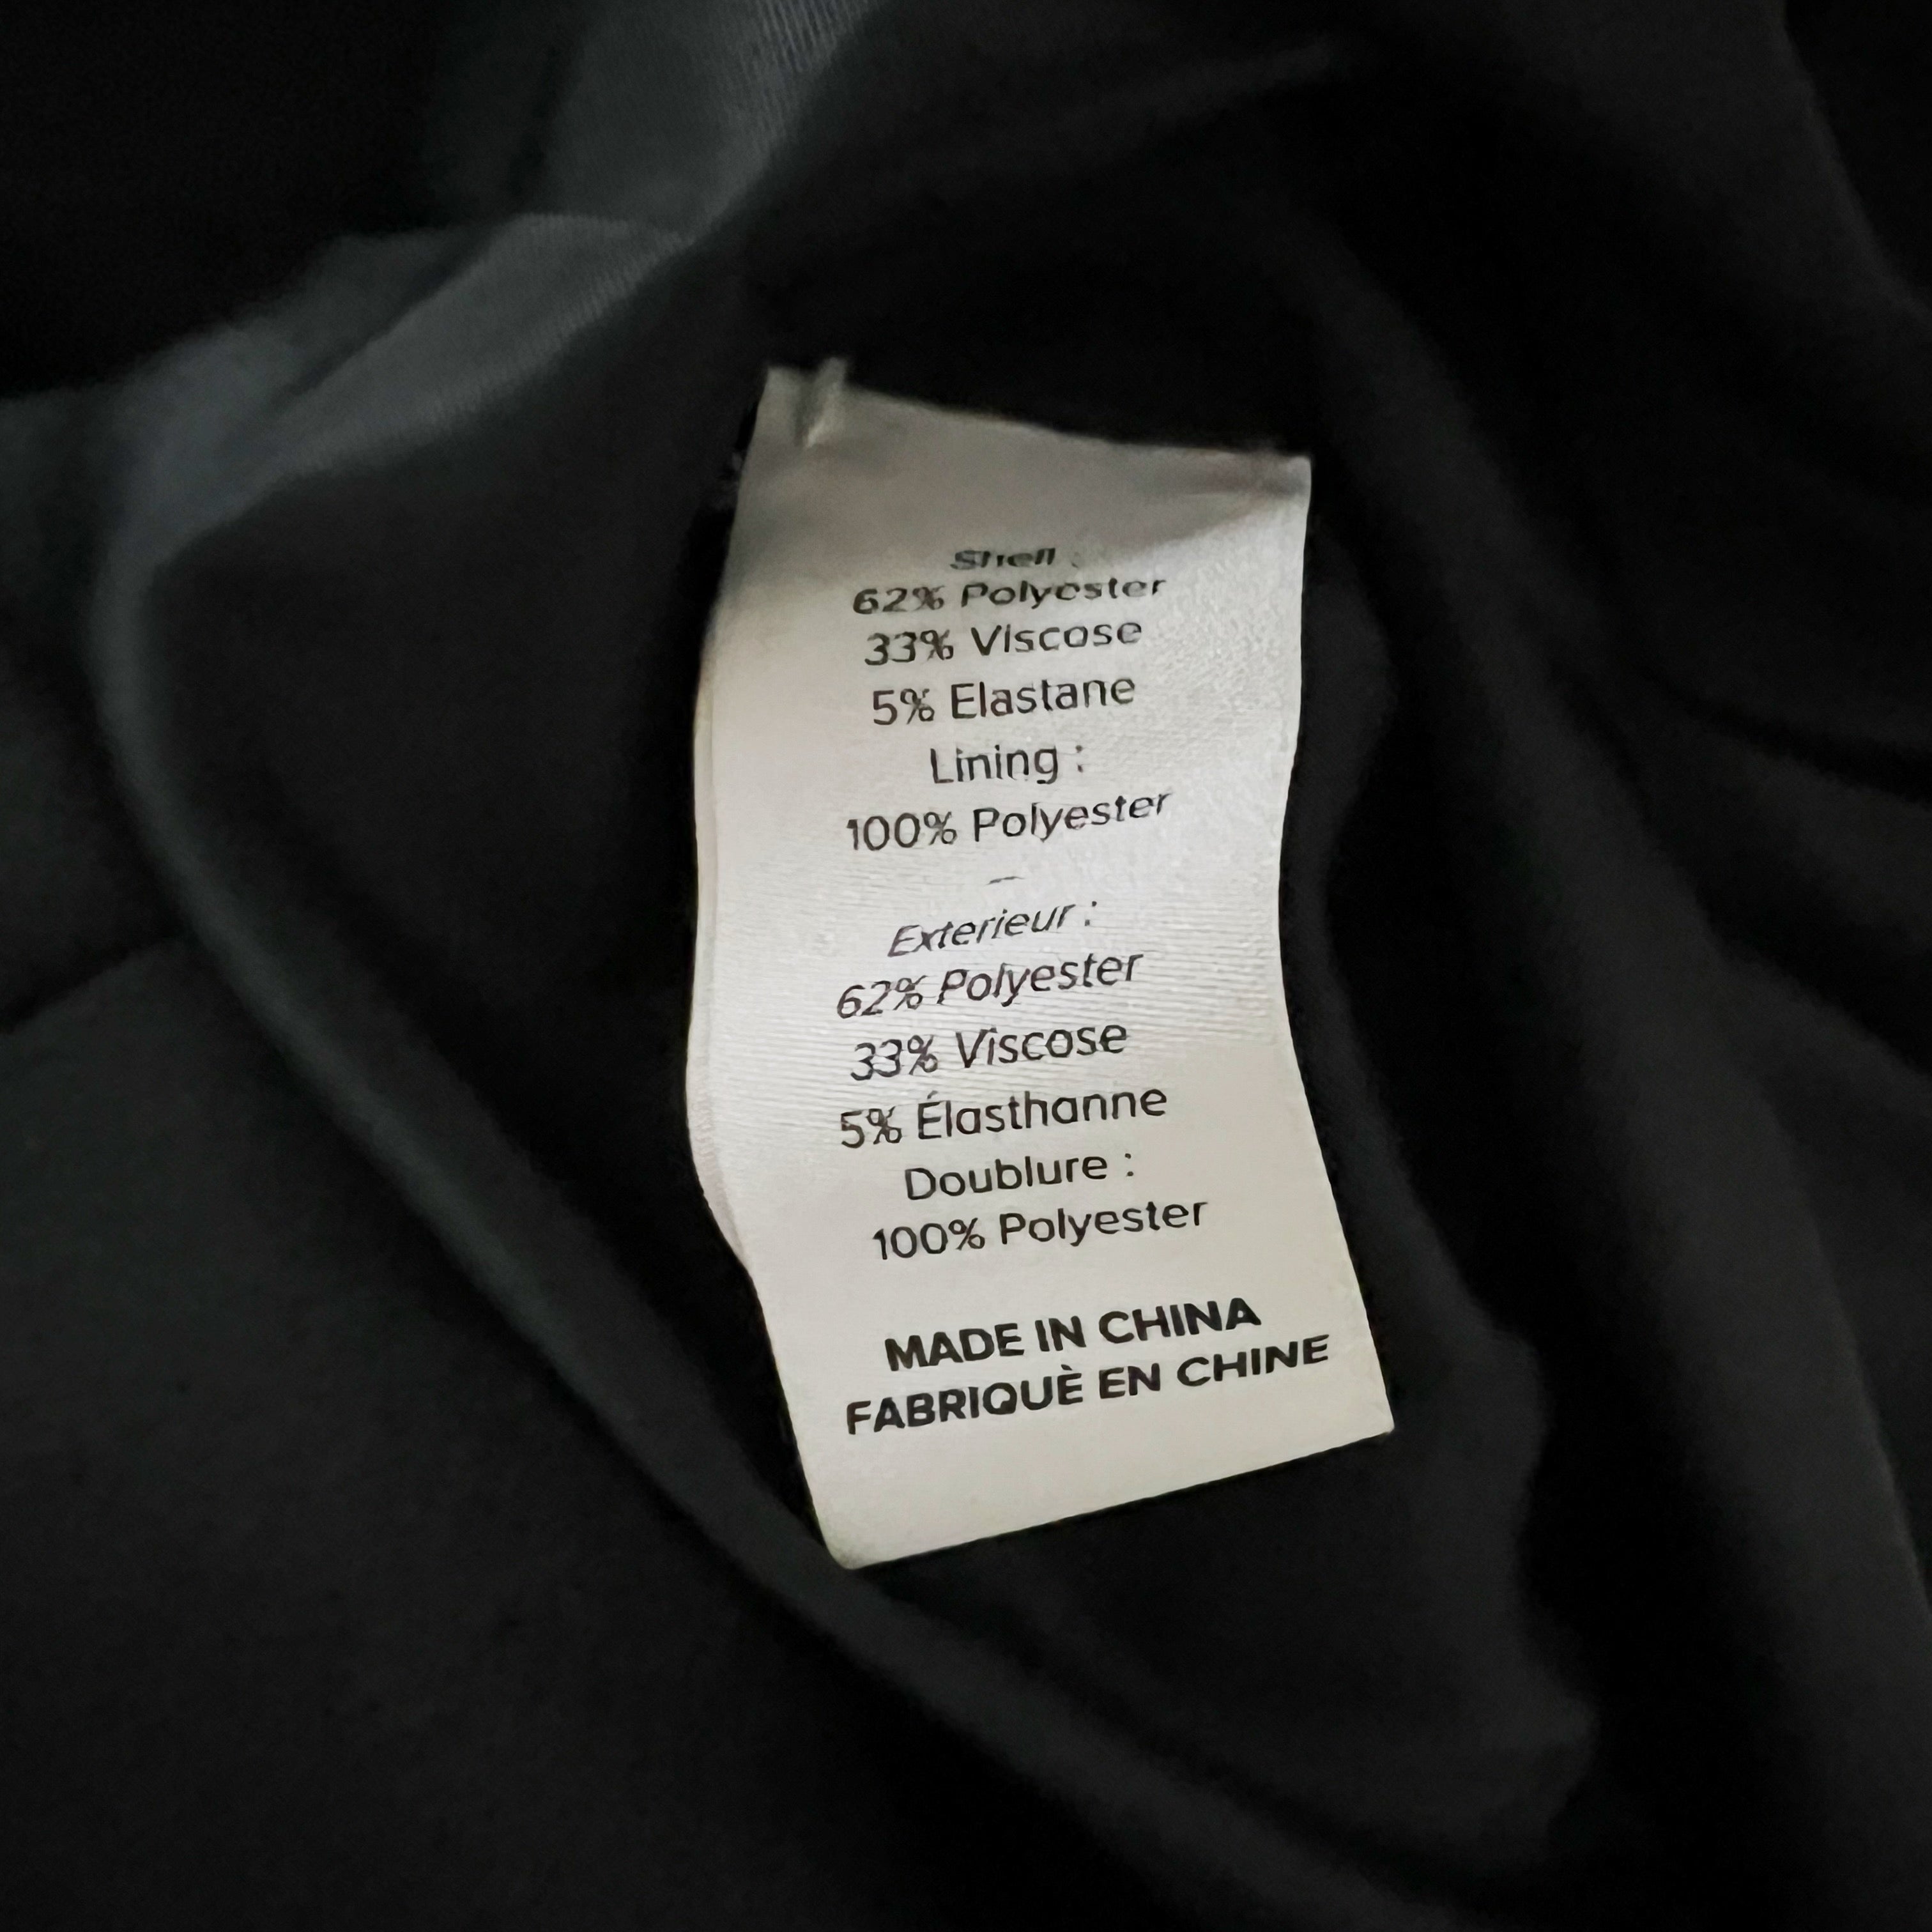 Shell :
62% Polyester
33% Viscose
5% Elastane
Lining :
100% Polyester
–
Exterieur :
62% Polyester
33% Viscose
5% Élasthanne
Doublure :
100% Polyester
MADE IN CHINA
FABRIQUÈ EN CHINE